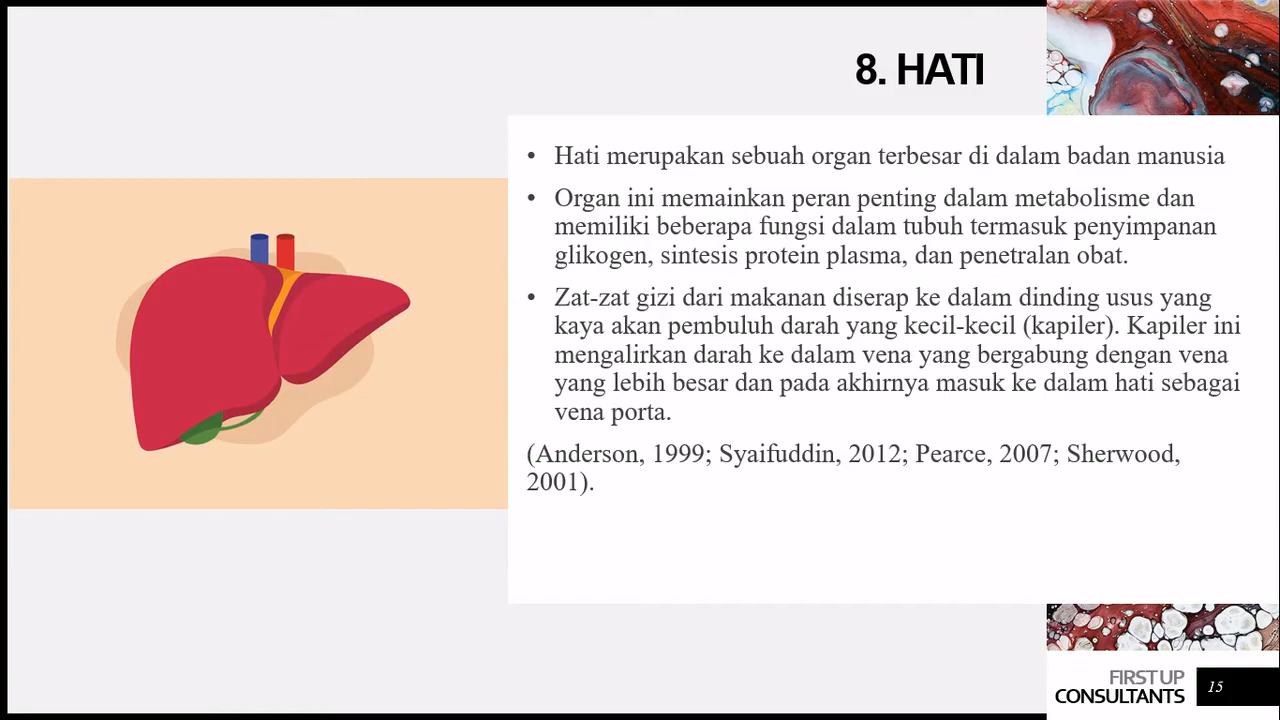 8. HATI
• Hati merupakan sebuah organ terbesar di dalam badan manusia
• Organ ini memainkan peran penting dalam metabolisme dan
memiliki beberapa fungsi dalam tubuh termasuk penyimpanan
glikogen, sintesis protein plasma, dan penetralan obat.
• Zat-zat gizi dari makanan diserap ke dalam dinding usus yang
kaya akan pembuluh darah yang kecil-kecil (kapiler). Kapiler ini
mengalirkan darah ke dalam vena yang bergabung dengan vena
yang lebih besar dan pada akhirnya masuk ke dalam hati sebagai
vena porta.
(Anderson, 1999; Syaifuddin, 2012; Pearce, 2007; Sherwood,
2001).
FIRST UP
CONSULTANTS
15